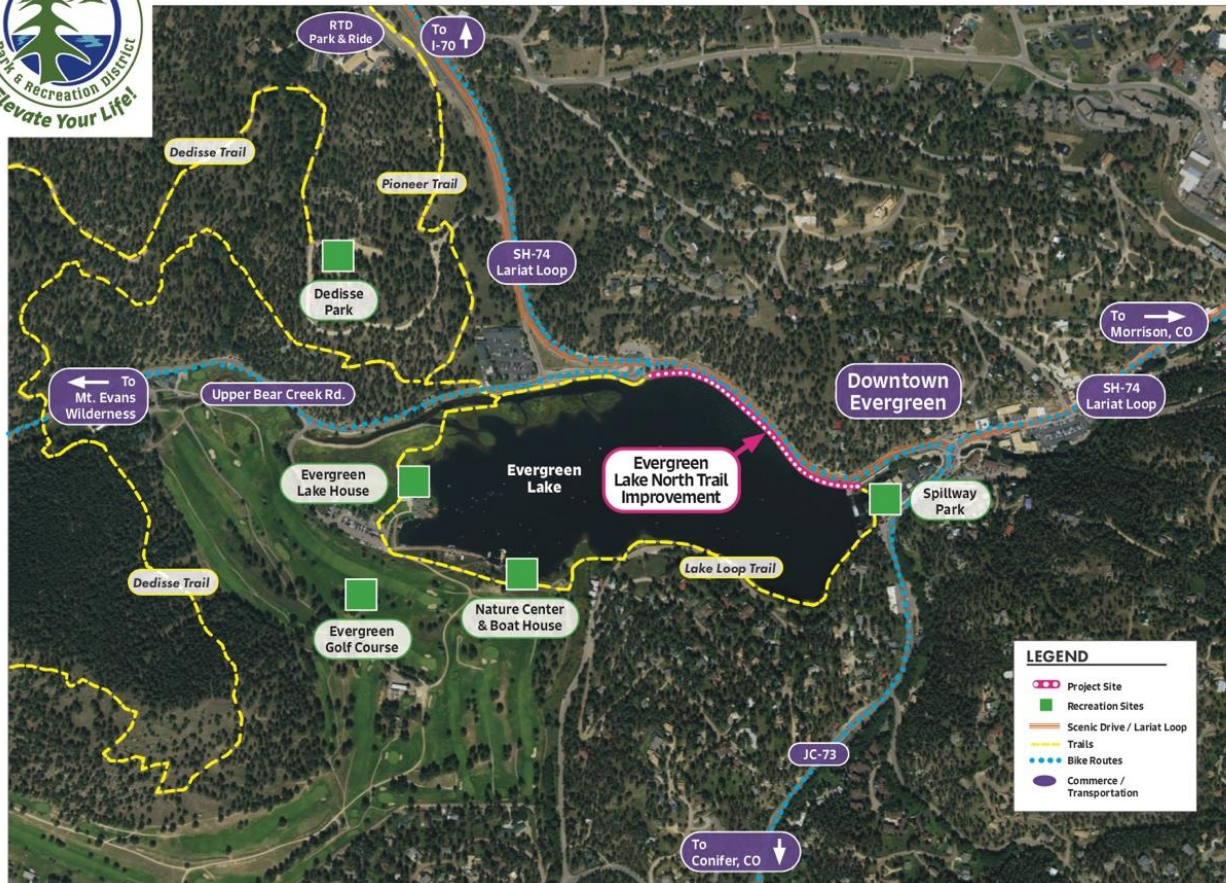 Park & Recreation District
Elevate Your Life!
RTD
Park & Ride
To
I-70
Dedisse Trail
Pioneer Trail
SH-74
Lariat Loop
Dedisse
Park
To
Morrison, CO
To
Mt. Evans
Wilderness
Upper Bear Creek Rd.
Downtown
Evergreen
SH-74
Lariat Loop
Evergreen
Lake House
Evergreen
Lake
Evergreen
Lake North Trail
Improvement
Spillway
Park
Dedisse Trail
Lake Loop Trail
Nature Center
& Boat House
Evergreen
Golf Course
JC-73
To
Conifer, CO
LEGEND
Project Site
Recreation Sites
Scenic Drive / Lariat Loop
Trails
Bike Routes
Commerce /
Transportation